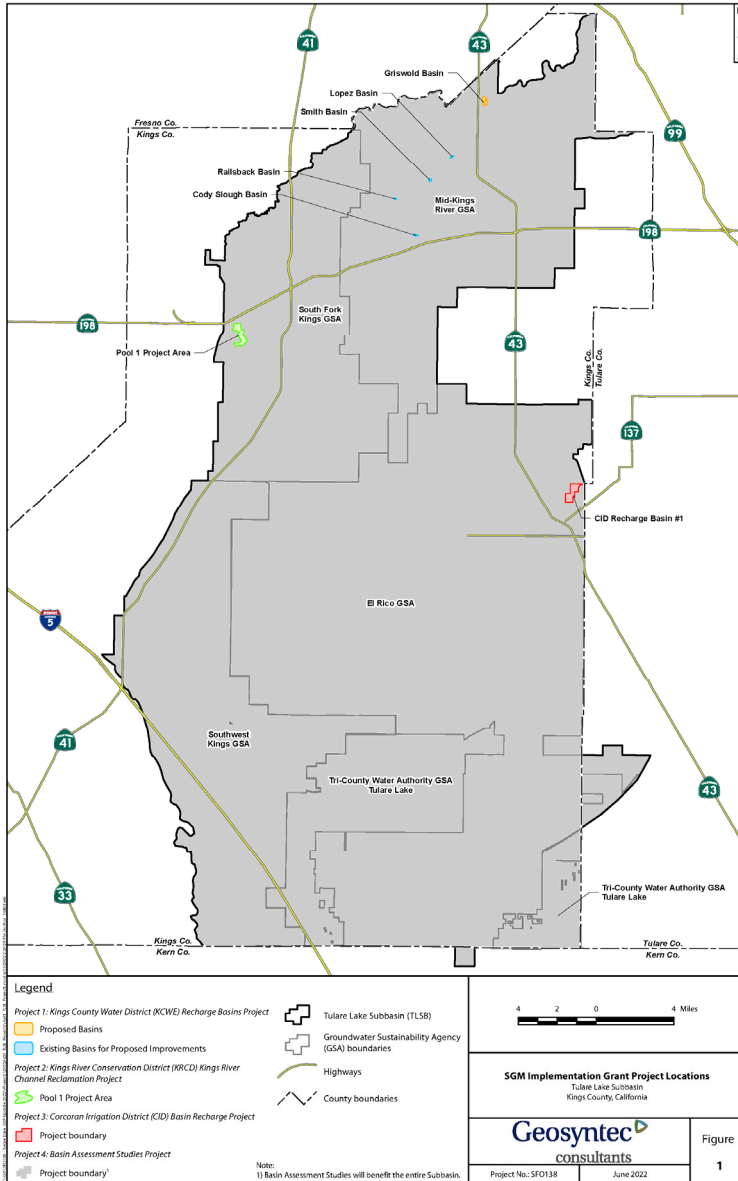 41
43
Griswold Basin
Lopez Basin
Smith Basin
Fresno Co.
Kings Co.
99
Railsback Basin
Cody Slough Basin
Mid-Kings
River GSA
198
South Fork
Kings GSA
198
Pool 1 Project Area
43
Kings Co.
Tulare Co.
137
CID Recharge Basin #1
El Rico GSA
5
Southwest
Kings GSA
41
Tri-County Water Authority GSA
Tulare Lake
43
33
Tri-County Water Authority GSA
Tulare Lake
Kings Co.
Kern Co.
Tulare Co.
Kern Co.
Legend
Project 1: Kings County Water District (KCWE) Recharge Basins Project
Proposed Basins
Existing Basins for Proposed Improvements
Project 2: Kings River Conservation District (KRCD) Kings River
Channel Reclamation Project
Pool 1 Project Area
Project 3: Corcoran Irrigation District (CID) Basin Recharge Project
Project boundary
Project 4: Basin Assessment Studies Project
Project boundary¹
Tulare Lake Subbasin (TLSB)
Groundwater Sustainability Agency
(GSA) boundaries
Highways
County boundaries
Note:
1) Basin Assessment Studies will benefit the entire Subbasin.
4 2 0 4 Miles
SGM Implementation Grant Project Locations
Tulare Lake Subbasin
Kings County, California
Geosyntec
consultants
Figure
1
Project No.: SFO138
June 2022